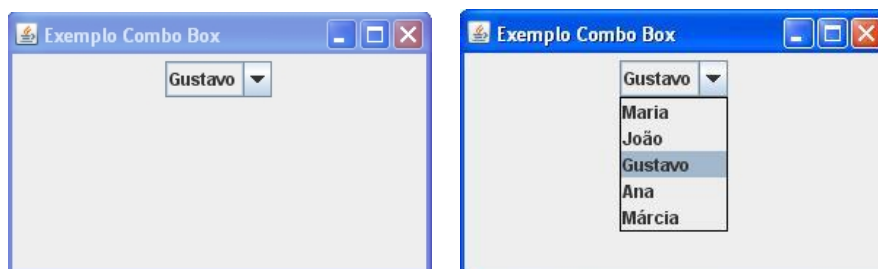 Exemplo Combo Box
Gustavo
Exemplo Combo Box
Gustavo
Maria
João
Gustavo
Ana
Márcia